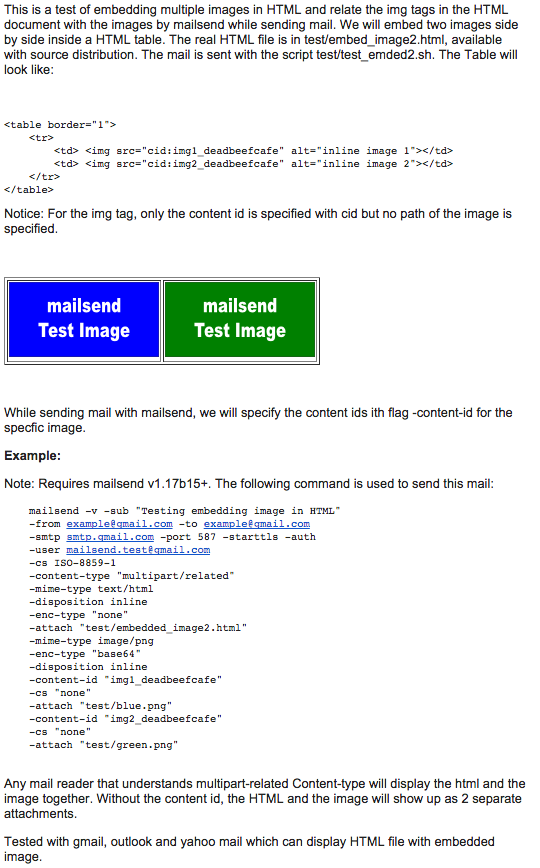 This is a test of embedding multiple images in HTML and relate the img tags in the HTML
document with the images by mailsend while sending mail. We will embed two images side
by side inside a HTML table. The real HTML file is in test/embed_image2.html, available
with source distribution. The mail is sent with the script test/test_emded2.sh. The Table will
look like:
<table border="1">
<tr>
<td> <img src="cid:img1_deadbeefcafe" alt="inline image 1"></td>
<td> <img src="cid:img2_deadbeefcafe" alt="inline image 2"></td>
</tr>
</table>
Notice: For the img tag, only the content id is specified with cid but no path of the image is
specified.
mailsend
Test Image
mailsend
Test Image
While sending mail with mailsend, we will specify the content ids ith flag -content-id for the
specfic image.
Example:
Note: Requires mailsend v1.17b15+. The following command is used to send this mail:
mailsend -v -sub "Testing embedding image in HTML"
-from example@gmail.com -to example@gmail.com
-smtp smtp.gmail.com -port 587 -starttls -auth
-user mailsend.test@gmail.com
-cs ISO-8859-1
-content-type "multipart/related"
-mime-type text/html
-disposition inline
-enc-type "none"
-attach "test/embedded_image2.html"
-mime-type image/png
-enc-type "base64"
-disposition inline
-content-id "img1_deadbeefcafe"
-cs "none"
-attach "test/blue.png"
-content-id "img2_deadbeefcafe"
-cs "none"
-attach "test/green.png"
Any mail reader that understands multipart-related Content-type will display the html and the
image together. Without the content id, the HTML and the image will show up as 2 separate
attachments.
Tested with gmail, outlook and yahoo mail which can display HTML file with embedded
image.